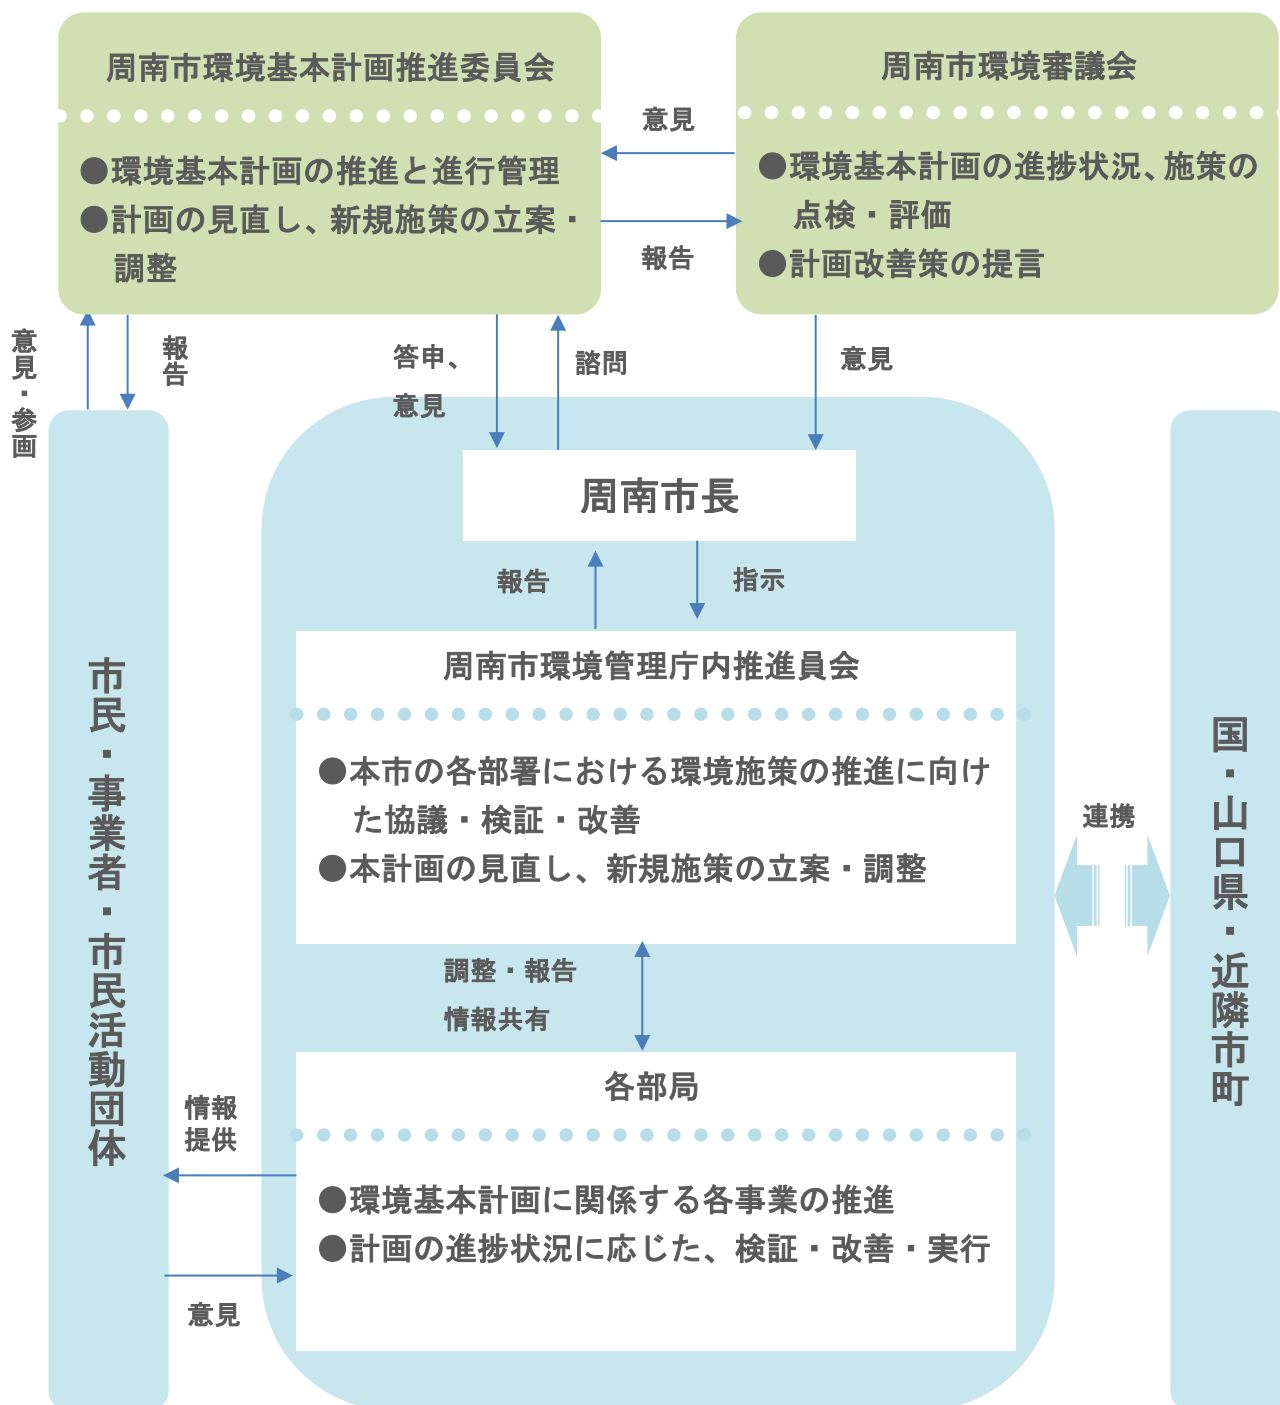 周南市環境基本計画推進委員会
●環境基本計画の推進と進行管理
●計画の見直し、新規施策の立案・
調整
意見
報告
周南市環境審議会
●環境基本計画の進捗状況、施策の
点検・評価
●計画改善策の提言
意見・参画
報告
答申、
意見
諮問
意見
周南市長
報告
指示
周南市環境管理庁内推進員会
●本市の各部署における環境施策の推進に向け
た協議・検証・改善
●本計画の見直し、新規施策の立案・調整
調整・報告
情報共有
各部局
●環境基本計画に関係する各事業の推進
●計画の進捗状況に応じた、検証・改善・実行
市民・事業者・市民活動団体
情報
提供
意見
連携
国・山口県・近隣市町